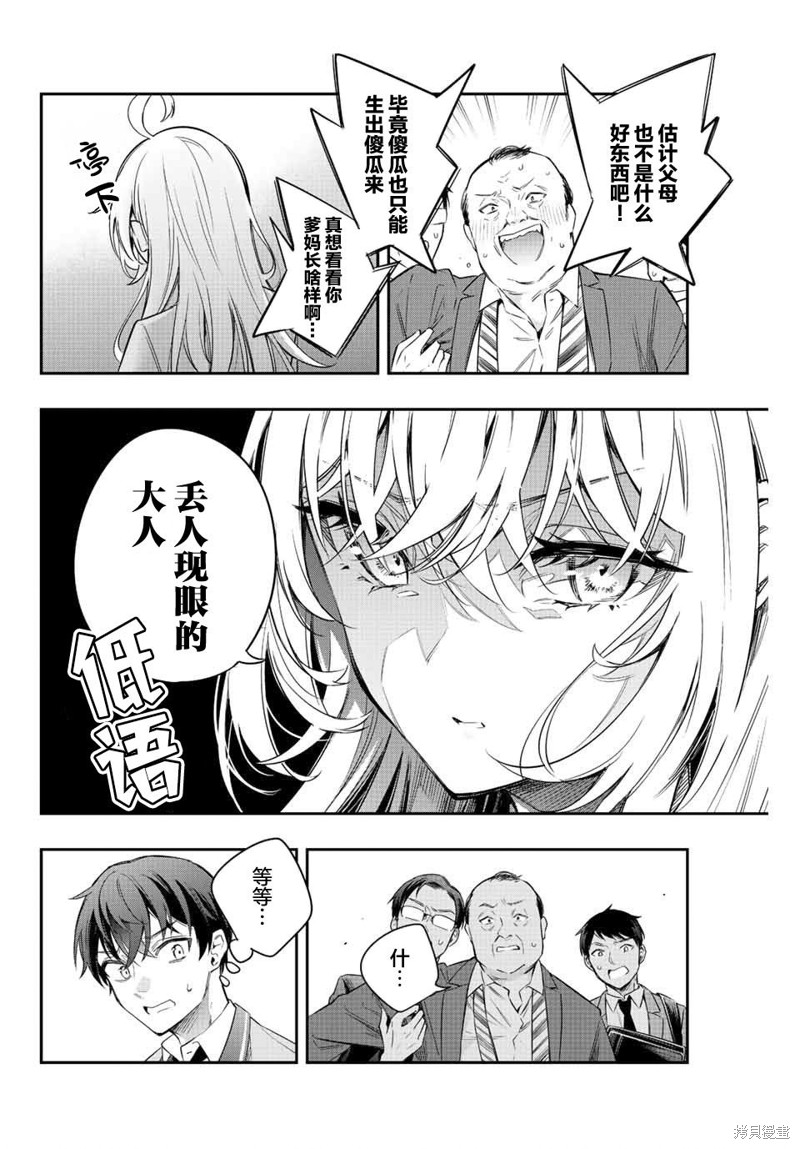 估计父母
也不是什么
好东西吧！
毕竟傻瓜也只能
生出傻瓜来
真想看看你
爹妈长啥样啊…
停下
丢人现眼的
大人
低语
什…
等等…
拷貝漫畫